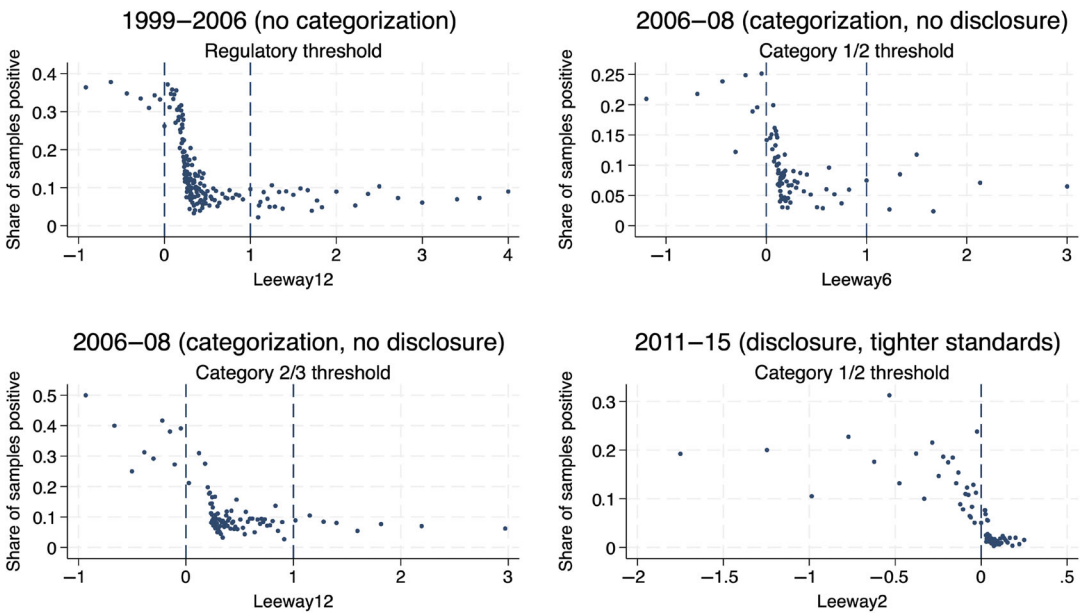 1999–2006 (no categorization)
Regulatory threshold
Share of samples positive
0.4
0.3
0.2
0.1
0
−1 0 1 2 3 4
Leeway12
2006–08 (categorization, no disclosure)
Category 1/2 threshold
Share of samples positive
0.25
0.2
0.15
0.1
0.05
0
−1 0 1 2 3
Leeway6
2006–08 (categorization, no disclosure)
Category 2/3 threshold
Share of samples positive
0.5
0.4
0.3
0.2
0.1
0
−1 0 1 2 3
Leeway12
2011–15 (disclosure, tighter standards)
Category 1/2 threshold
Share of samples positive
0.3
0.2
0.1
0
−2 −1.5 −1 −0.5 0 .5
Leeway2